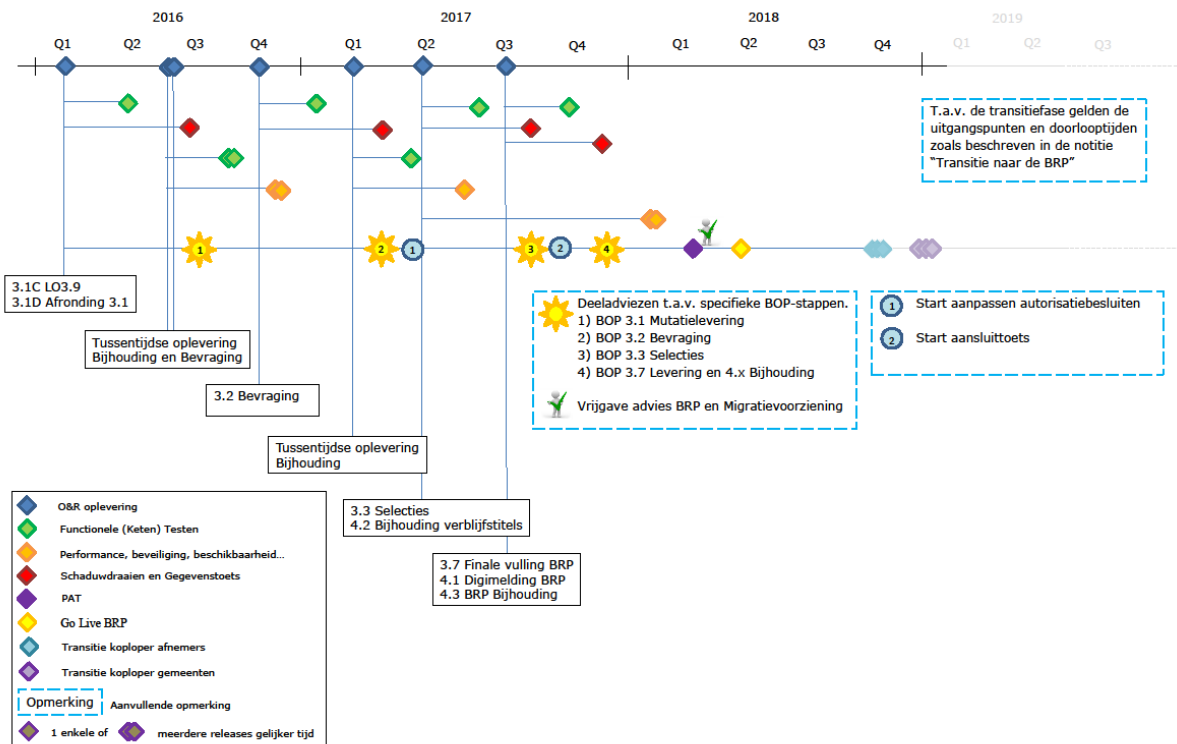 2016
2017
2018
2019
Q1
Q2
Q3
Q4
Q1
Q2
Q3
Q4
Q1
Q2
Q3
Q4
Q1
Q2
Q3
T.a.v. de transitiefase gelden de
uitgangspunten en doorlooptijden
zoals beschreven in de notitie
“Transitie naar de BRP”
1
2
1
3
2
4
3.1C LO3.9
3.1D Afronding 3.1
Tussentijdse oplevering
Bijhouding en Bevraging
3.2 Bevraging
Tussentijdse oplevering
Bijhouding
3.3 Selecties
4.2 Bijhouding verblijfstitels
3.7 Finale vulling BRP
4.1 Digimelding BRP
4.3 BRP Bijhouding
Deeladviezen t.a.v. specifieke BOP-stappen.
1) BOP 3.1 Mutatielevering
2) BOP 3.2 Bevraging
3) BOP 3.3 Selecties
4) BOP 3.7 Levering en 4.x Bijhouding
Vrijgave advies BRP en Migratievoorziening
1 Start aanpassen autorisatiebesluiten
2 Start aansluittoets
O&R oplevering
Functionele (Keten) Testen
Performance, beveiliging, beschikbaarheid...
Schaduwdraaien en Gegevenstoets
PAT
Go Live BRP
Transitie koploper afnemers
Transitie koploper gemeenten
Opmerking Aanvullende opmerking
1 enkele of meerdere releases gelijker tijd